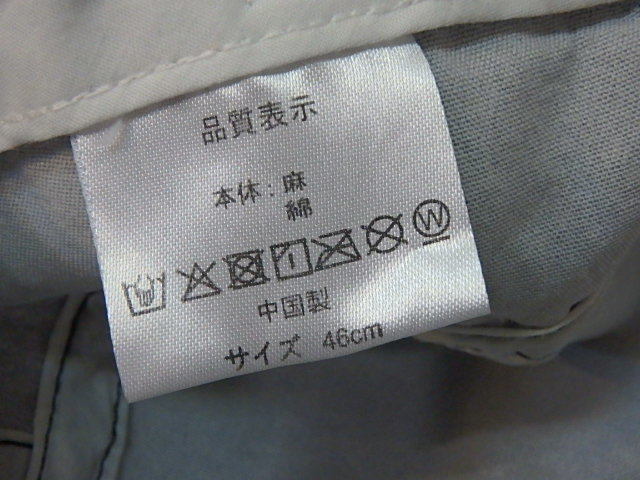 品質表示
本体：麻
綿
W
中国製
サイズ 46cm